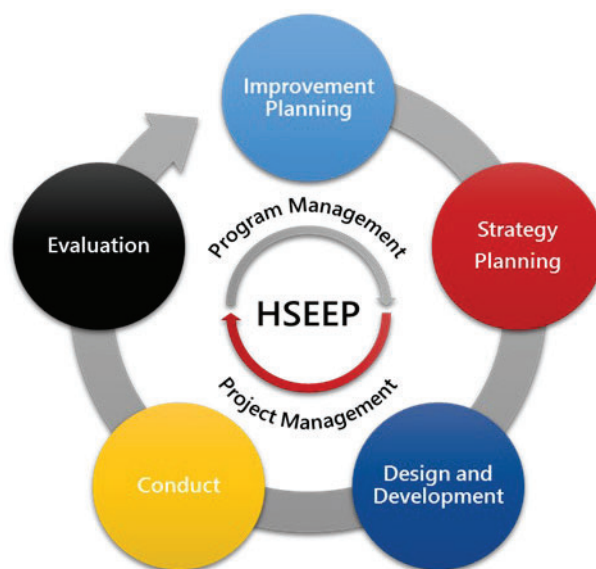 Improvement
Planning
Strategy
Planning
Design and
Development
Conduct
Evaluation
Program Management
HSEEP
Project Management